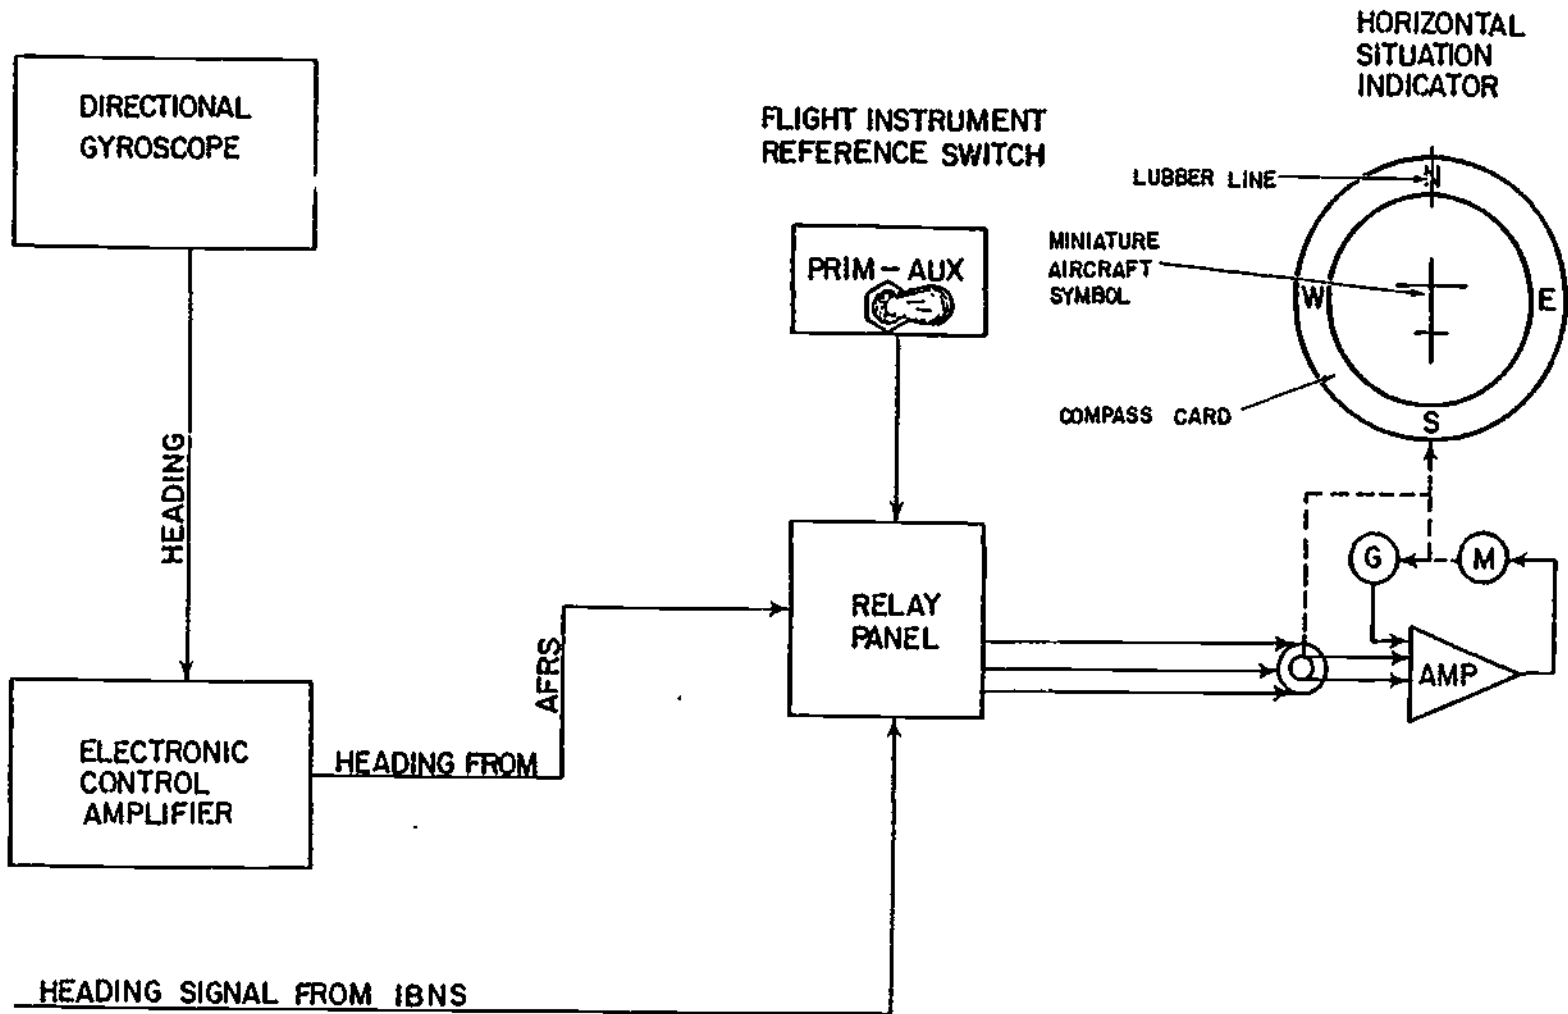 HORIZONTAL
SITUATION
INDICATOR
DIRECTIONAL
GYROSCOPE
FLIGHT INSTRUMENT
REFERENCE SWITCH
LUBBER LINE
N
PRIM - AUX
MINIATURE
AIRCRAFT
SYMBOL
W
E
COMPASS CARD
S
HEADING
G
M
RELAY
PANEL
AMP
AFRS
ELECTRONIC
CONTROL
AMPLIFIER
HEADING FROM
HEADING SIGNAL FROM IBNS